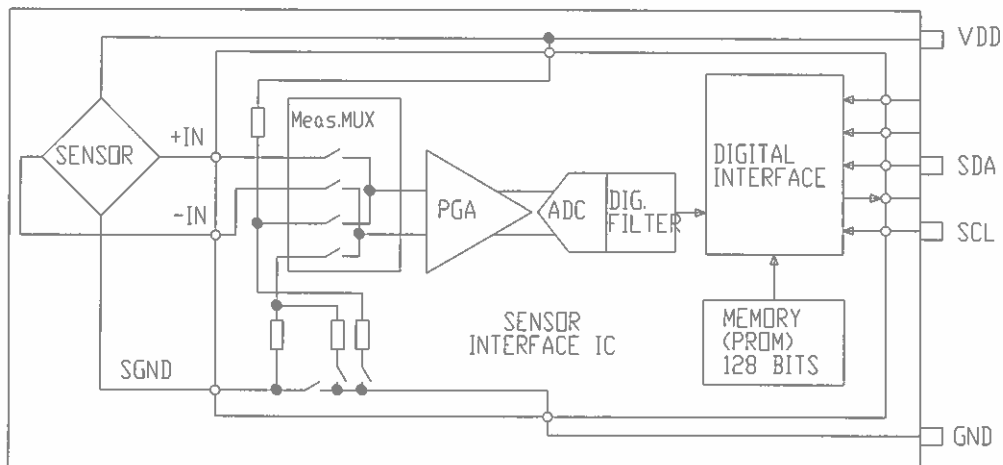 VDD
Meas.MUX
+IN
SENSOR
DIGITAL
INTERFACE
SDA
-IN
PGA
ADC
DIG.
FILTER
SCL
SENSOR
INTERFACE IC
MEMORY
(PROM)
128 BITS
SGND
GND